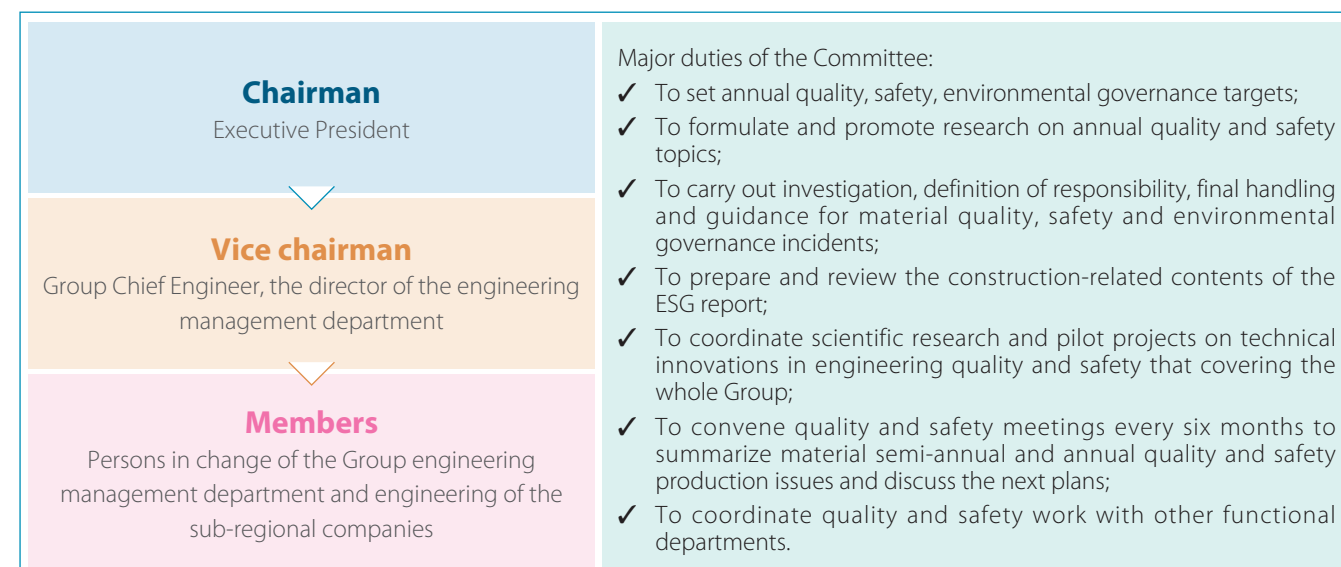 Chairman
Executive President
Vice chairman
Group Chief Engineer, the director of the engineering
management department
Members
Persons in change of the Group engineering
management department and engineering of the
sub-regional companies
Major duties of the Committee:
✓ To set annual quality, safety, environmental governance targets;
✓ To formulate and promote research on annual quality and safety
topics;
✓ To carry out investigation, definition of responsibility, final handling
and guidance for material quality, safety and environmental
governance incidents;
✓ To prepare and review the construction-related contents of the
ESG report;
✓ To coordinate scientific research and pilot projects on technical
innovations in engineering quality and safety that covering the
whole Group;
✓ To convene quality and safety meetings every six months to
summarize material semi-annual and annual quality and safety
production issues and discuss the next plans;
✓ To coordinate quality and safety work with other functional
departments.